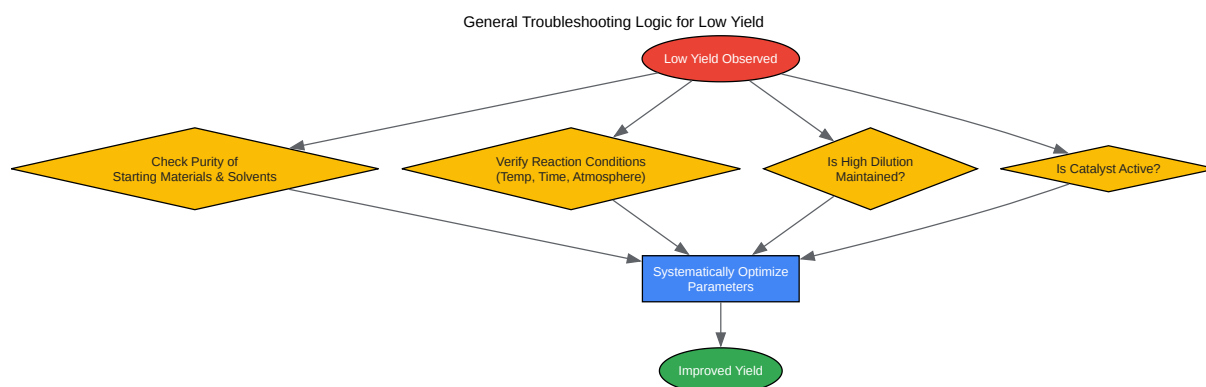 General Troubleshooting Logic for Low Yield
Low Yield Observed
Check Purity of
Starting Materials & Solvents
Verify Reaction Conditions
(Temp, Time, Atmosphere)
Is High Dilution
Maintained?
Is Catalyst Active?
Systematically Optimize
Parameters
Improved Yield